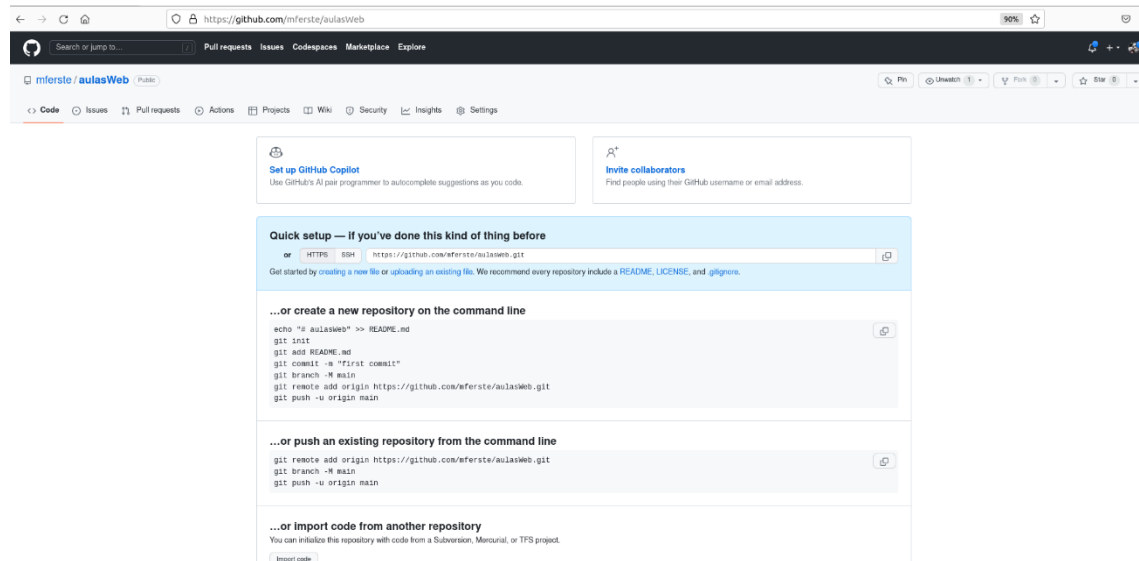 https://github.com/mferste/aulasWeb
90%
Search or jump to...
/
Pull requests Issues Codespaces Marketplace Explore
mferste / aulasWeb Public
Pin
Unwatch 1
Fork 0
Star 0
<> Code Issues Pull requests Actions Projects Wiki Security Insights Settings
Set up GitHub Copilot
Use GitHub's AI pair programmer to autocomplete suggestions as you code.
Invite collaborators
Find people using their GitHub username or email address.
Quick setup — if you've done this kind of thing before
or HTTPS SSH https://github.com/mferste/aulasWeb.git
Get started by creating a new file or uploading an existing file. We recommend every repository include a README, LICENSE, and .gitignore.
…or create a new repository on the command line
echo "# aulasWeb" >> README.md
git init
git add README.md
git commit -m "first commit"
git branch -M main
git remote add origin https://github.com/mferste/aulasWeb.git
git push -u origin main
…or push an existing repository from the command line
git remote add origin https://github.com/mferste/aulasWeb.git
git branch -M main
git push -u origin main
…or import code from another repository
You can initialize this repository with code from a Subversion, Mercurial, or TFS project.
Import code